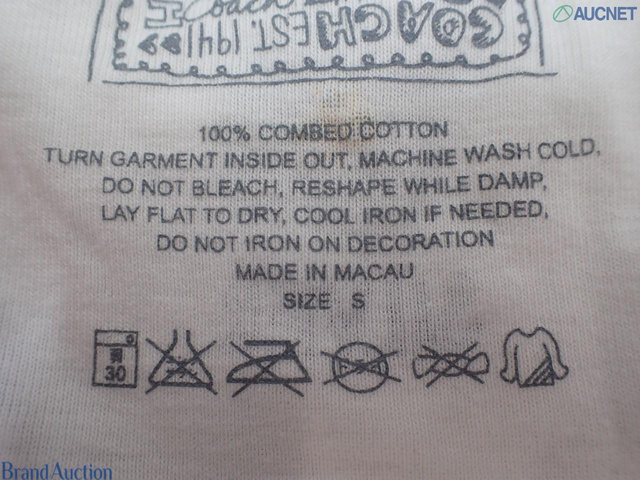 Coach
COACH EST. 1941
AUCNET
100% COMBED COTTON
TURN GARMENT INSIDE OUT, MACHINE WASH COLD,
DO NOT BLEACH, RESHAPE WHILE DAMP,
LAY FLAT TO DRY, COOL IRON IF NEEDED,
DO NOT IRON ON DECORATION
MADE IN MACAU
SIZE S
30
BrandAuction